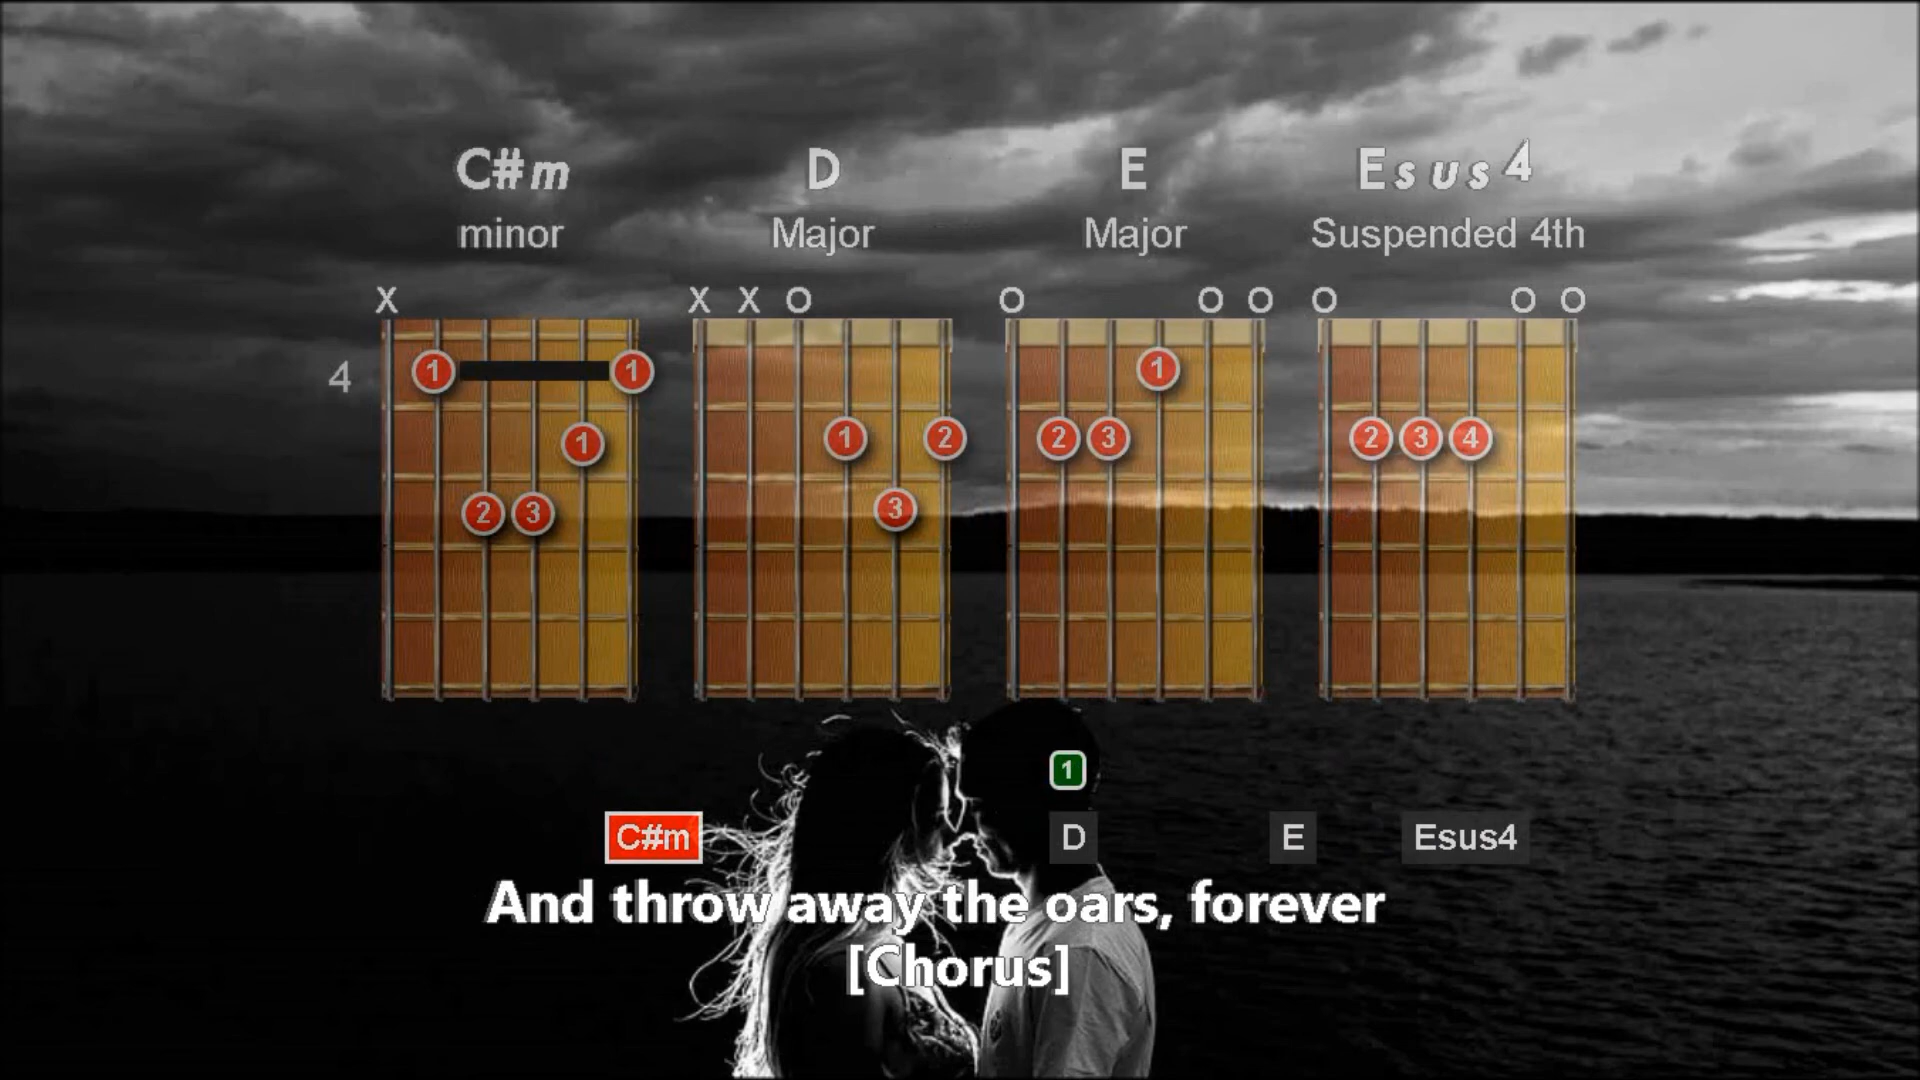 C#m D E Esus4
minor Major Major Suspended 4th
X X X O O O O O O O
4
1 1 1 2 3
1 2 3
1 2 3
2 3 4
1
C#m D E Esus4
And throw away the oars, forever
[Chorus]